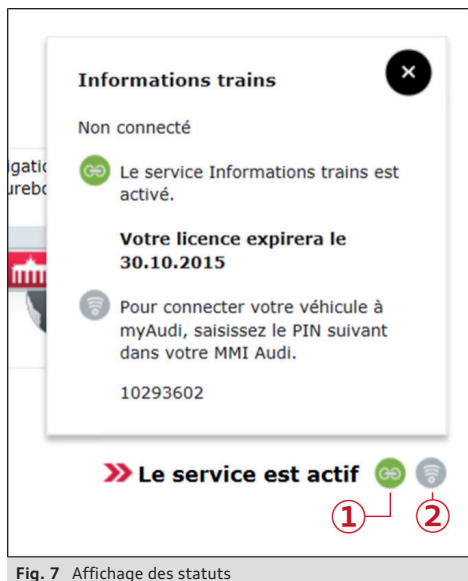 Informations trains
Non connecté
Le service Informations trains est
activé.
Votre licence expirera le
30.10.2015
Pour connecter votre véhicule à
myAudi, saisissez le PIN suivant
dans votre MMI Audi.
10293602
Le service est actif
1
2
Fig. 7 Affichage des statuts